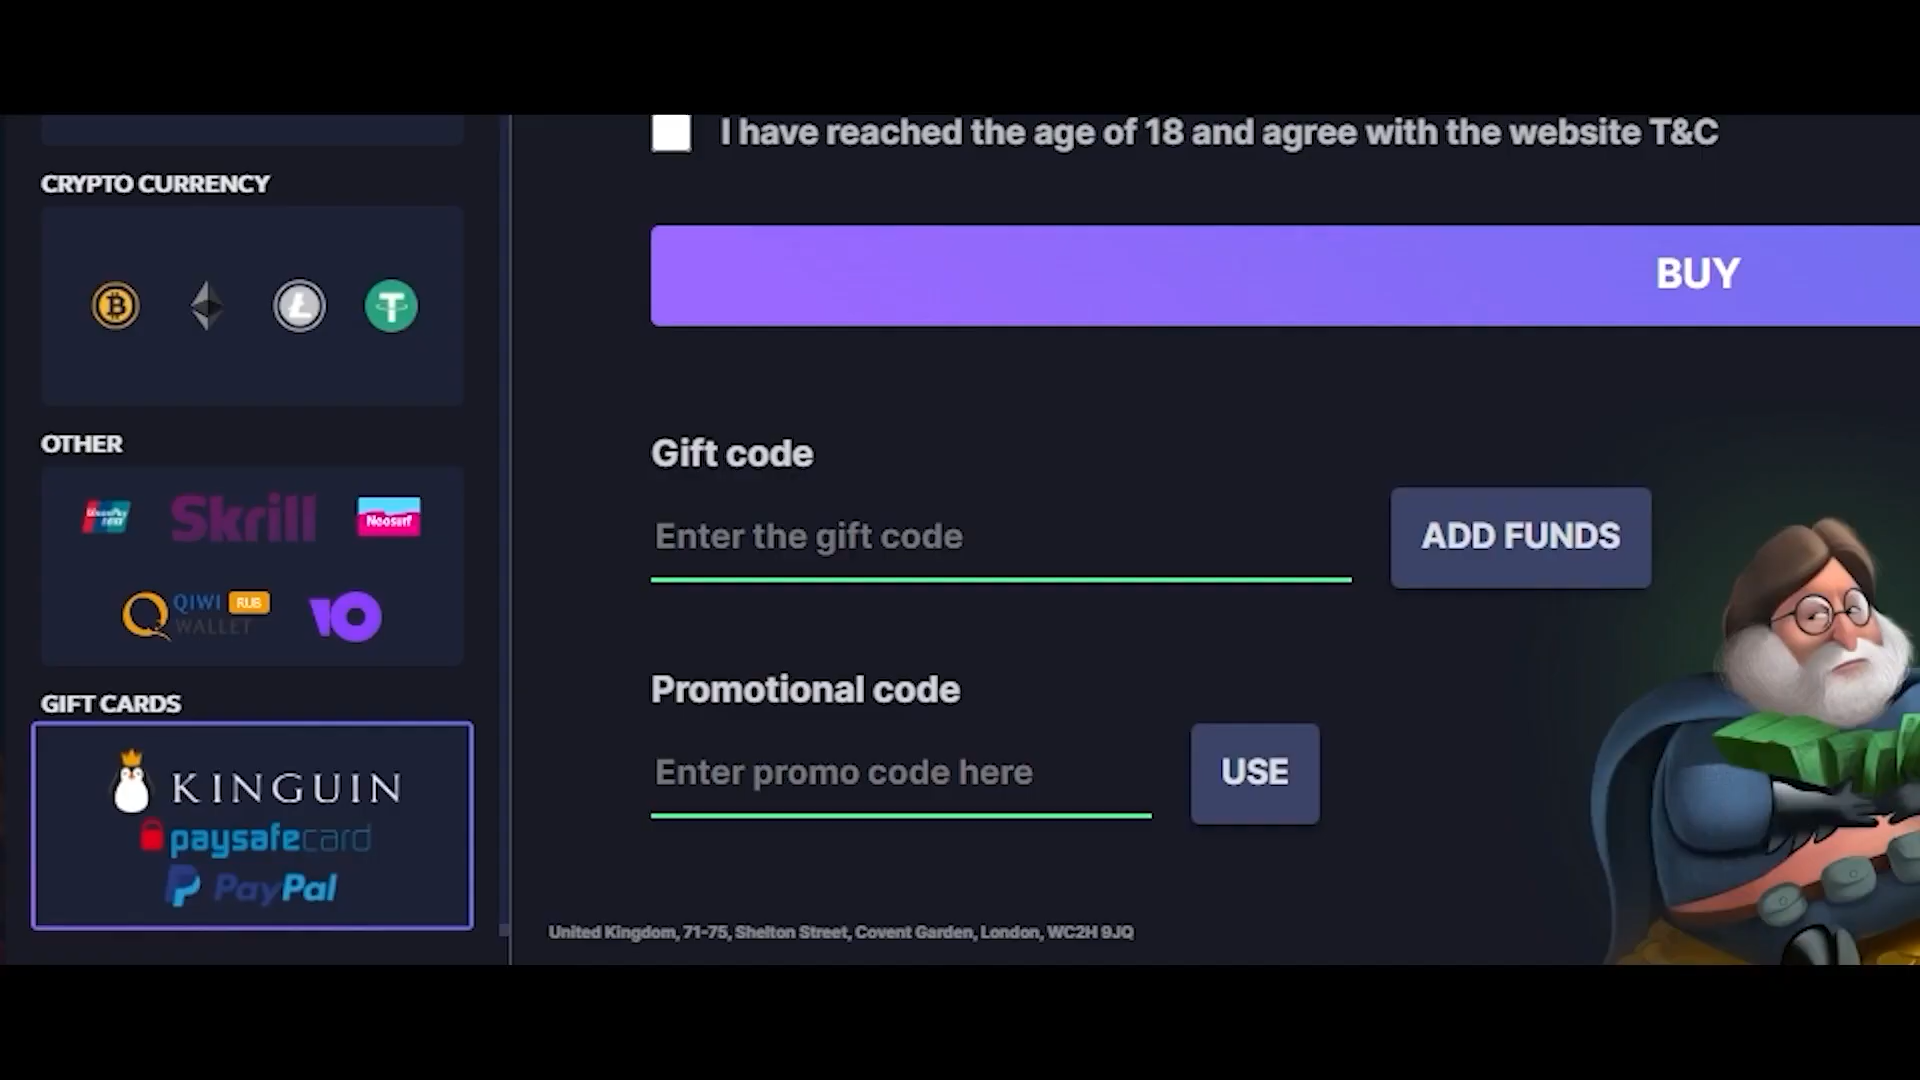 I have reached the age of 18 and agree with the website T&C
CRYPTO CURRENCY
BUY
OTHER
Skrill
Neosurf
QIWI RUB
WALLET
Gift code
Enter the gift code
ADD FUNDS
GIFT CARDS
KINGUIN
paysafecard
PayPal
Promotional code
Enter promo code here
USE
United Kingdom, 71-75, Shelton Street, Covent Garden, London, WC2H 9JQ